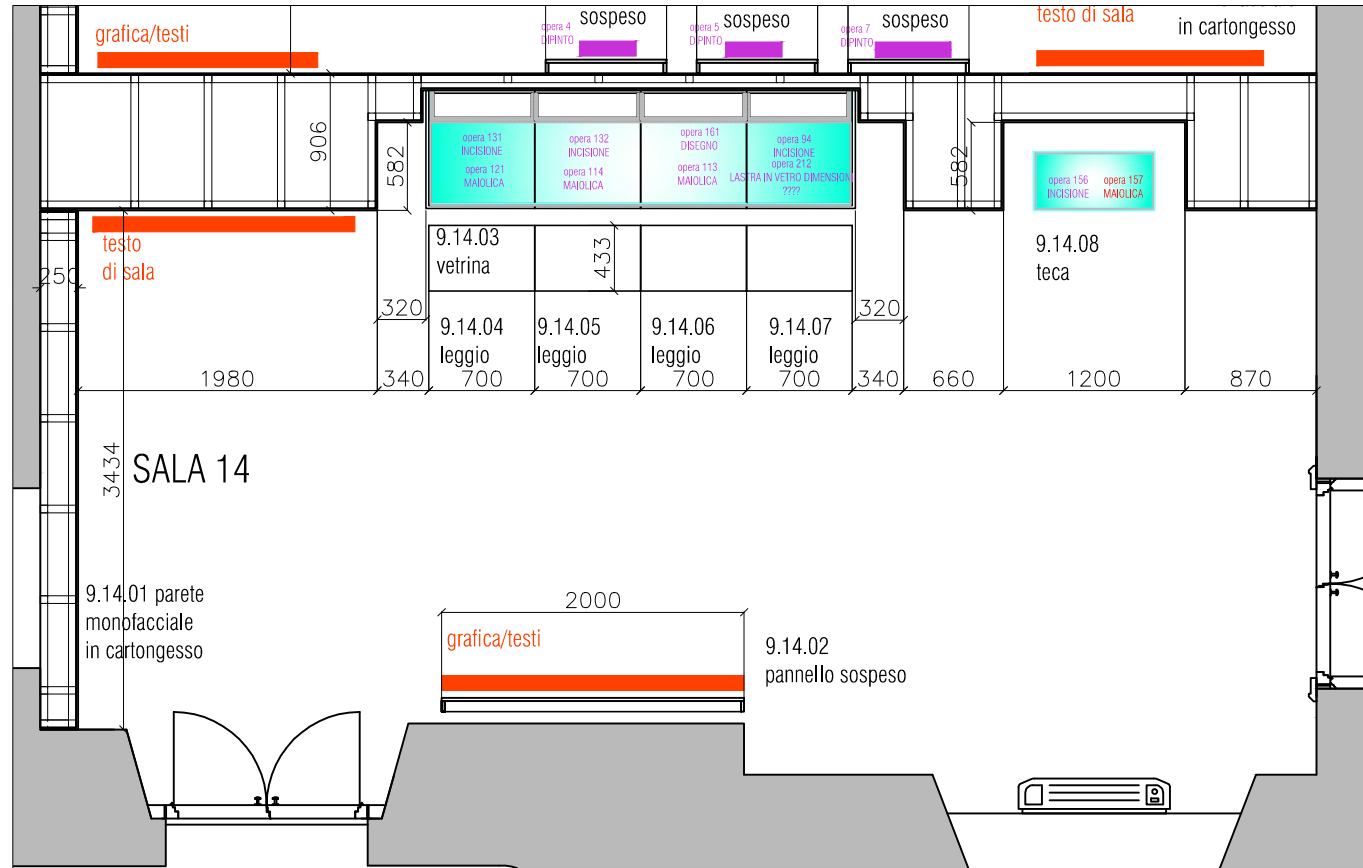 grafica/testi
opera 4
DIPINTO
sospeso
opera 5
DIPINTO
sospeso
opera 7
DIPINTO
sospeso
testo di sala
in cartongesso
906
582
opera 131
INCISIONE
opera 121
MAIOLICA
opera 132
INCISIONE
opera 114
MAIOLICA
opera 161
DISEGNO
opera 113
MAIOLICA
opera 94
INCISIONE
opera 212
LASTRA IN VETRO DIMENSIONI
????
582
opera 156
INCISIONE
opera 157
MAIOLICA
testo
di sala
250
9.14.03
vetrina
433
9.14.08
teca
320
320
9.14.04
leggio
9.14.05
leggio
9.14.06
leggio
9.14.07
leggio
1980
340
700
700
700
700
340
660
1200
870
3434
SALA 14
9.14.01 parete
monofacciale
in cartongesso
2000
grafica/testi
9.14.02
pannello sospeso